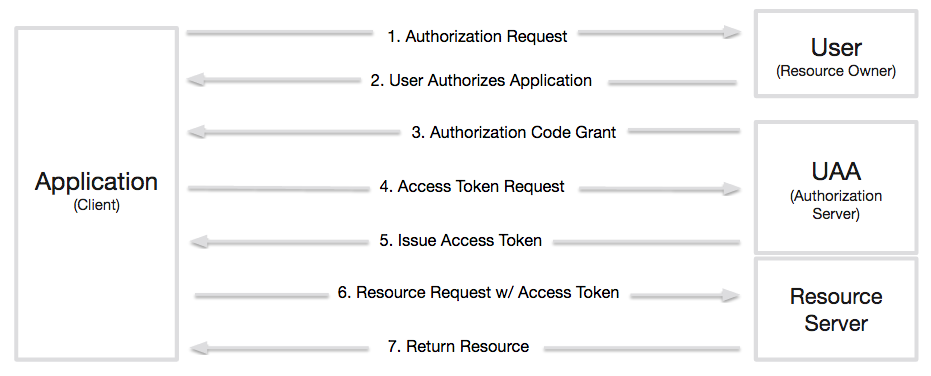 1. Authorization Request
User
(Resource Owner)
2. User Authorizes Application
3. Authorization Code Grant
Application
(Client)
4. Access Token Request
UAA
(Authorization
Server)
5. Issue Access Token
6. Resource Request w/ Access Token
Resource
Server
7. Return Resource